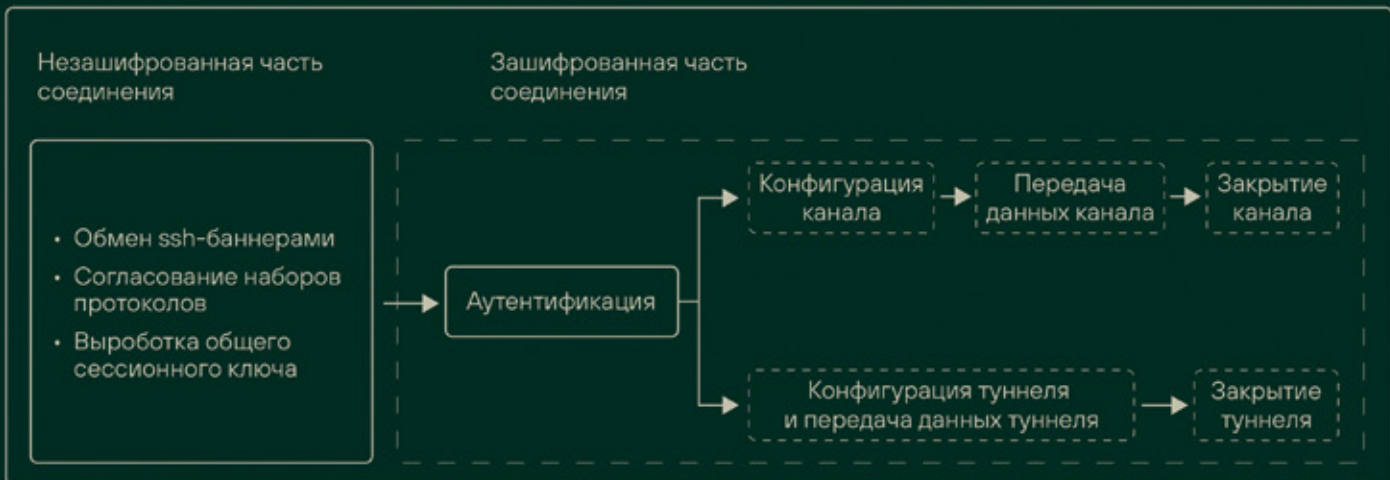 Незашифрованная часть
соединения
Зашифрованная часть
соединения
• Обмен ssh-баннерами
• Согласование наборов
протоколов
• Выроботка общего
сессионного ключа
Аутентификация
Конфигурация
канала
Передача
данных канала
Закрытие
канала
Конфигурация туннеля
и передача данных туннеля
Закрытие
туннеля